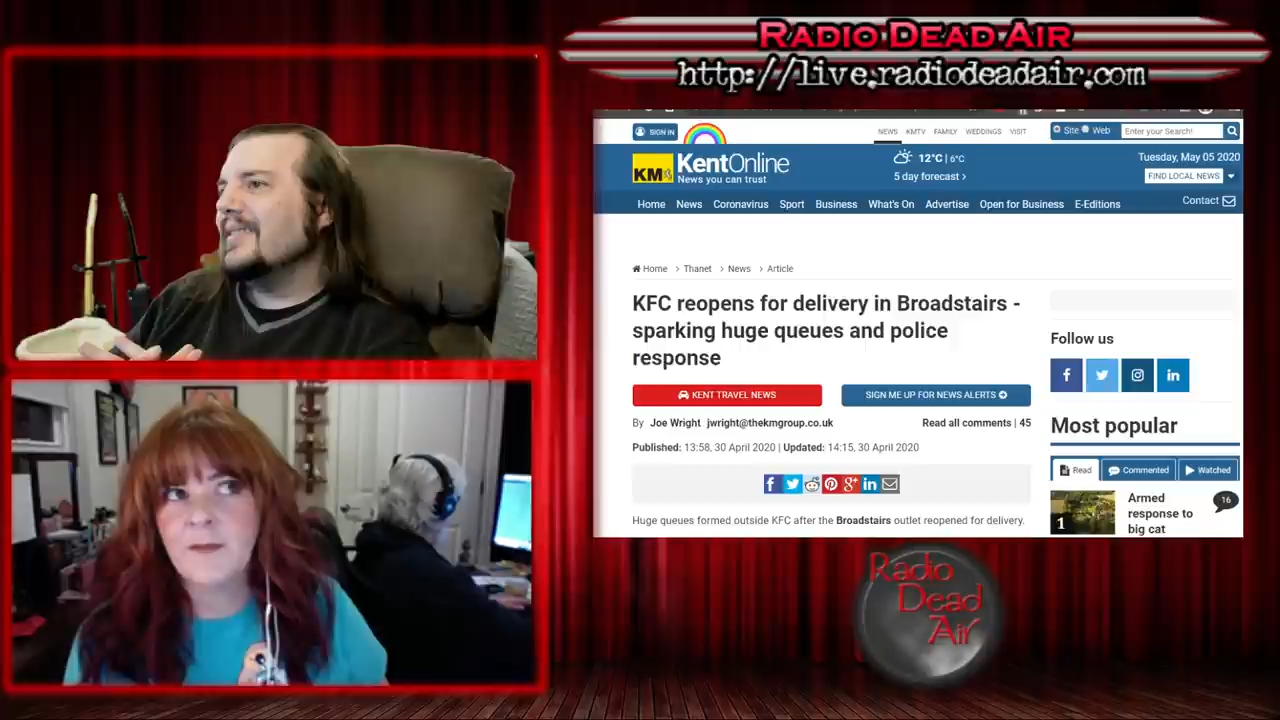 RADIO DEAD AIR
http://live.radiodeadair.com
SIGN IN
NEWS KMTV FAMILY WEDDINGS VISIT
Site Web Enter your Search!
KM KentOnline
News you can trust
12°C | 6°C
5 day forecast
Tuesday, May 05 2020
FIND LOCAL NEWS
Home News Coronavirus Sport Business What's On Advertise Open for Business E-Editions Contact
Home > Thanet > News > Article
KFC reopens for delivery in Broadstairs -
sparking huge queues and police
response
KENT TRAVEL NEWS
SIGN ME UP FOR NEWS ALERTS
By Joe Wright jwright@thekmgroup.co.uk
Read all comments | 45
Published: 13:58, 30 April 2020 | Updated: 14:15, 30 April 2020
Huge queues formed outside KFC after the Broadstairs outlet reopened for delivery.
Follow us
Most popular
Read Commented Watched
1
Armed
response to
big cat
16
Radio
Dead
Air